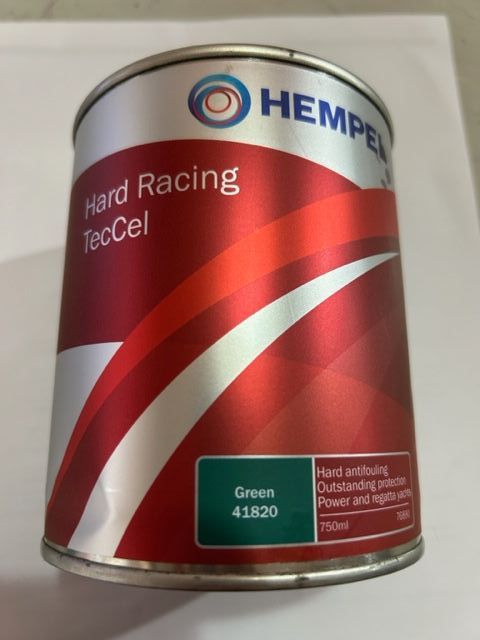 HEMPEL
Hard Racing
TecCel
Green
41820
Hard antifouling
Outstanding protection
Power and regatta yachts
750ml